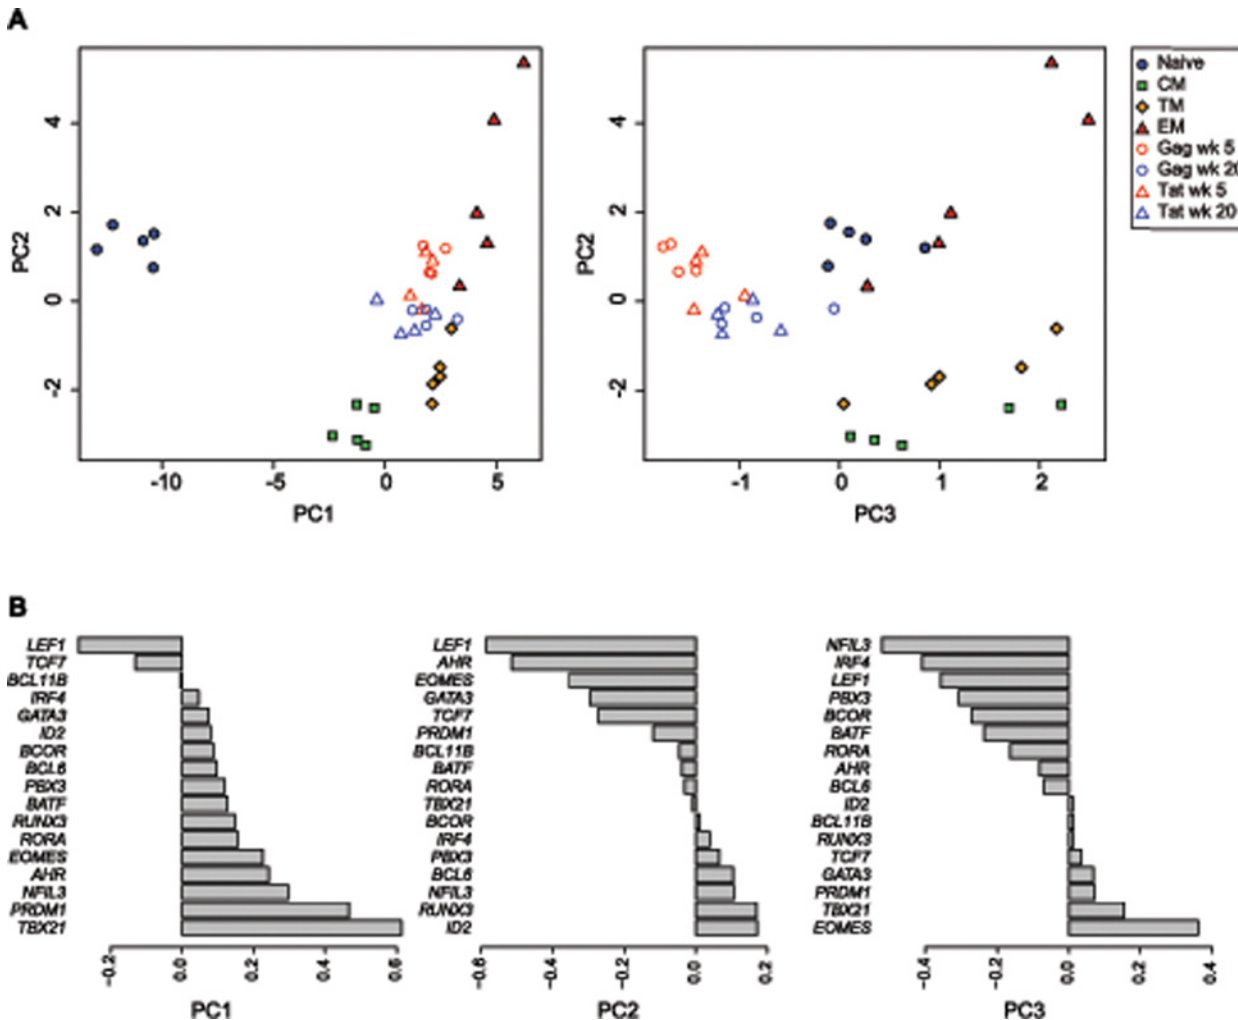 A
PC2
4
2
0
-2
-10
-5
0
5
PC1
PC2
4
2
0
-2
-1
0
1
2
PC3
Naive
CM
TM
EM
Gag wk 5
Gag wk 20
Tat wk 5
Tat wk 20
B
LEF1
TCF7
BCL11B
IRF4
GATA3
ID2
BCOR
BCL6
PBX3
BATF
RUNX3
RORA
EOMES
AHR
NFIL3
PRDM1
TBX21
-0.2
0.0
0.2
0.4
0.6
PC1
LEF1
AHR
EOMES
GATA3
TCF7
PRDM1
BCL11B
BATF
RORA
TBX21
BCOR
IRF4
PBX3
BCL6
NFIL3
RUNX3
ID2
-0.6
-0.4
-0.2
0.0
0.2
PC2
NFIL3
IRF4
LEF1
PBX3
BCOR
BATF
RORA
AHR
BCL6
ID2
BCL11B
RUNX3
TCF7
GATA3
PRDM1
TBX21
EOMES
-0.4
-0.2
0.0
0.2
0.4
PC3